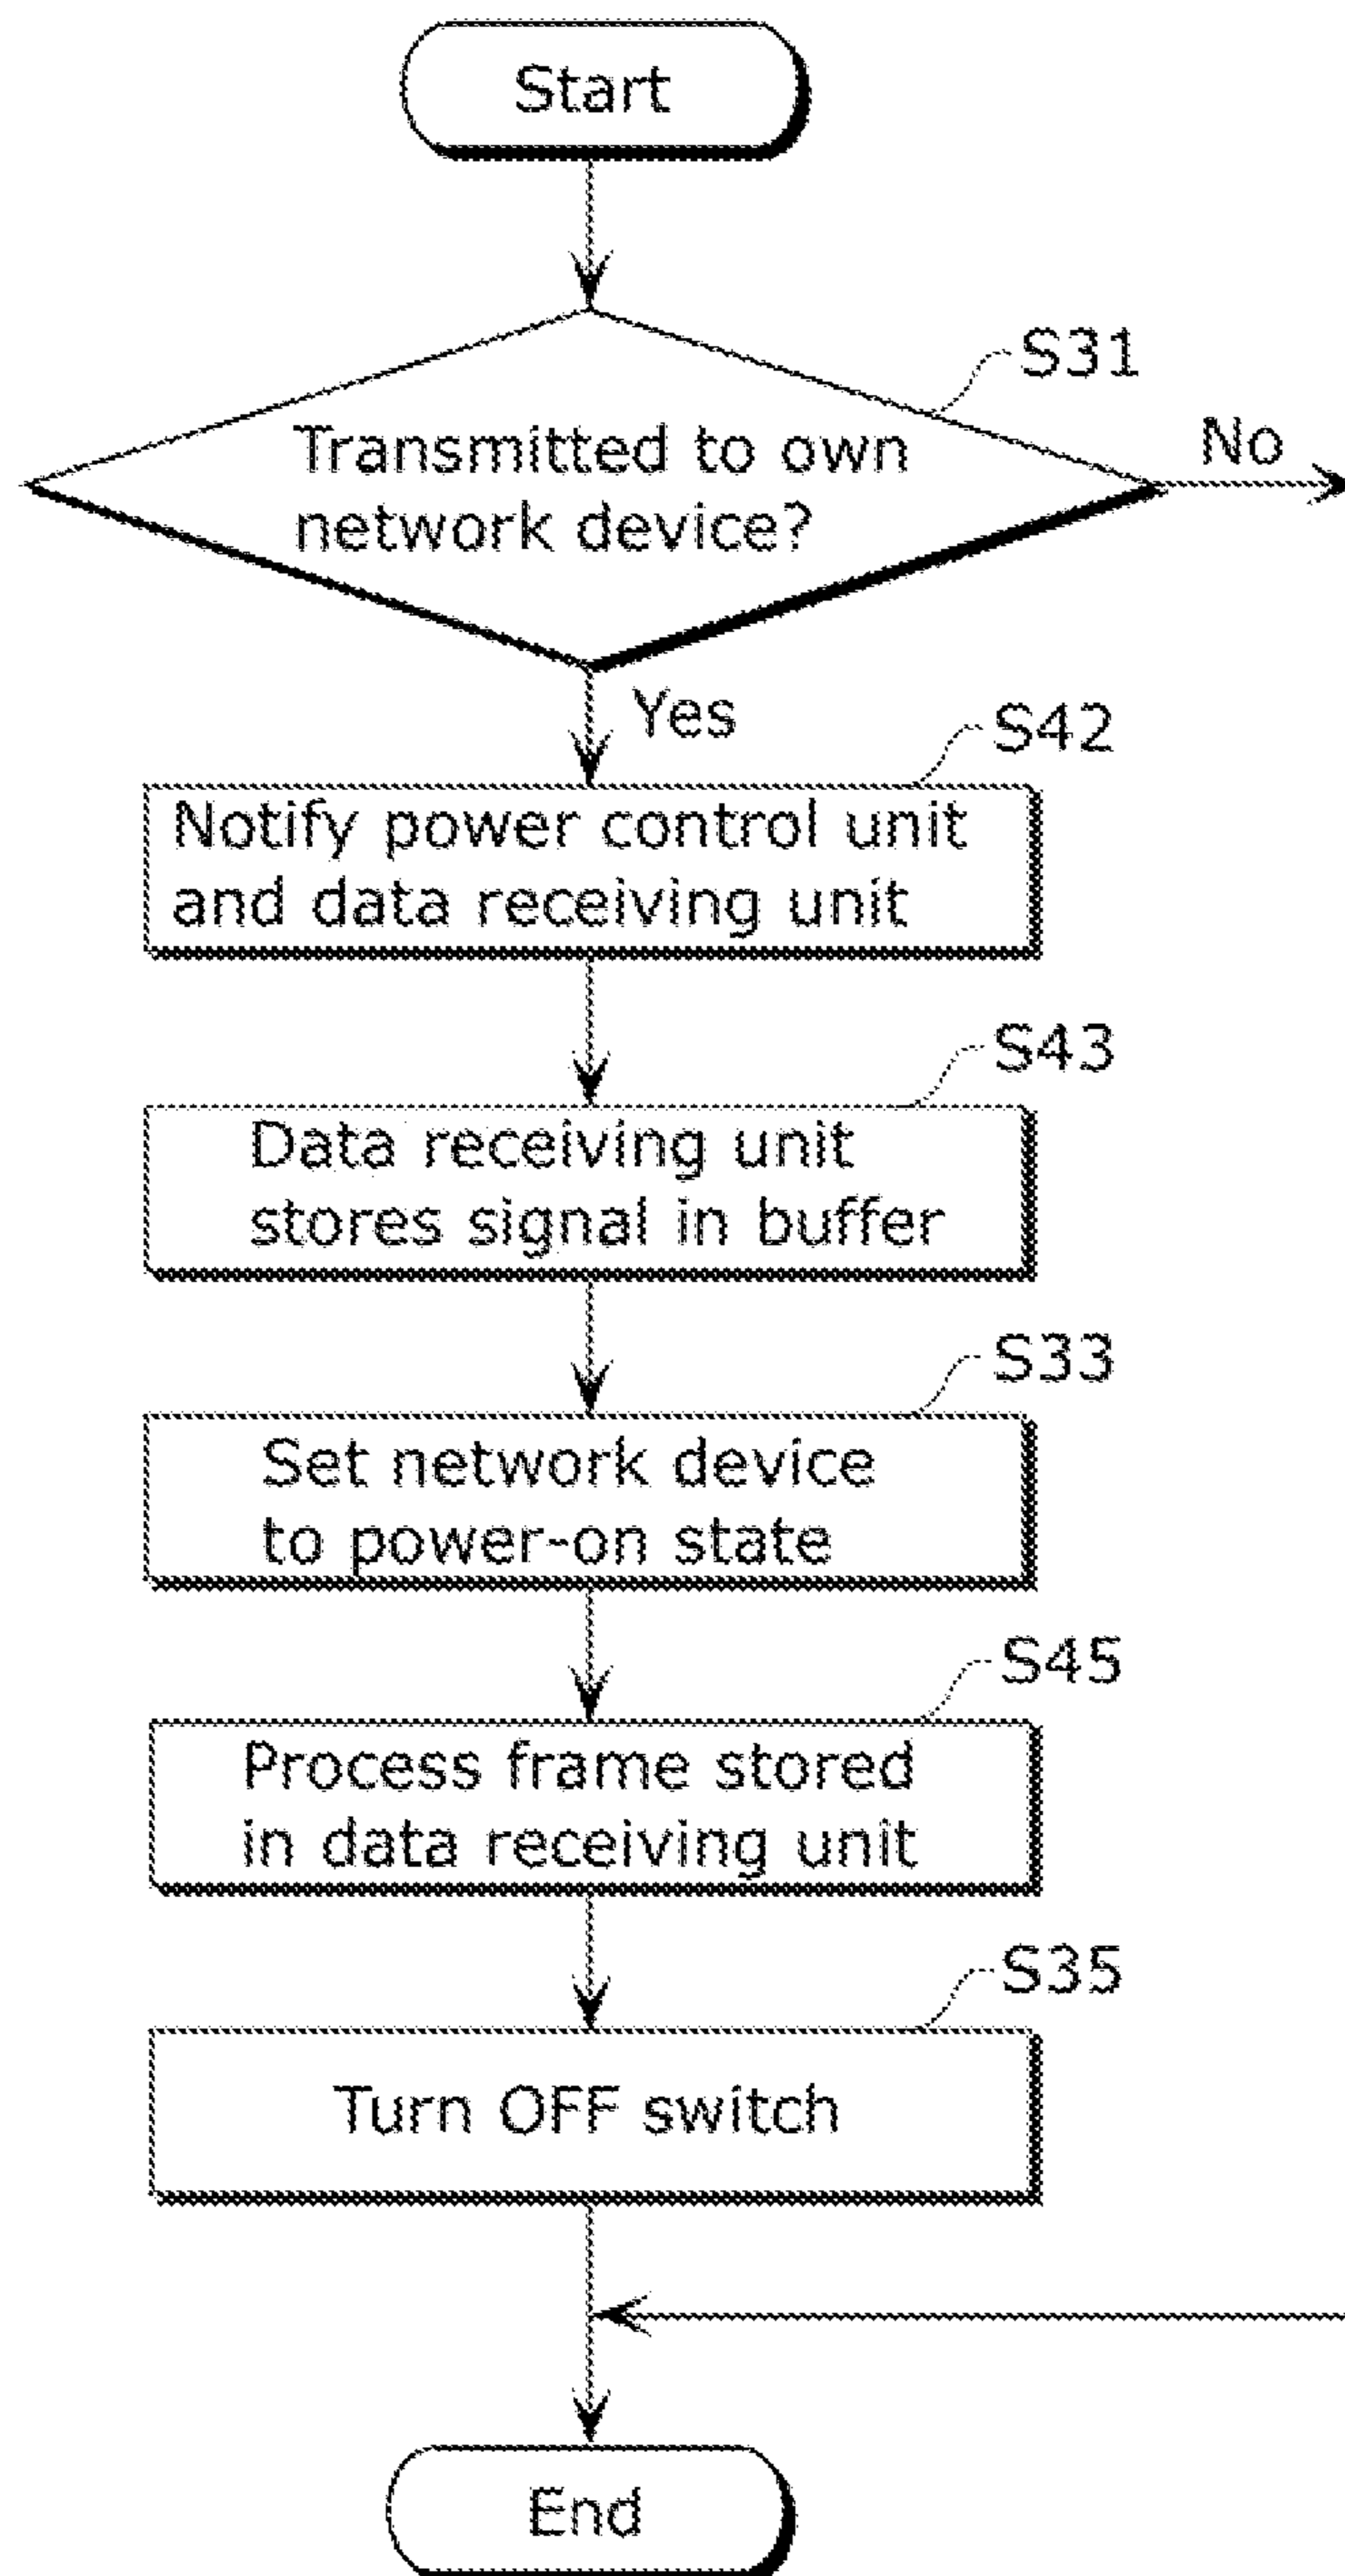 Start
S31
Transmitted to own
network device?
No
Yes
S42
Notify power control unit
and data receiving unit
S43
Data receiving unit
stores signal in buffer
S33
Set network device
to power-on state
S45
Process frame stored
in data receiving unit
S35
Turn OFF switch
End